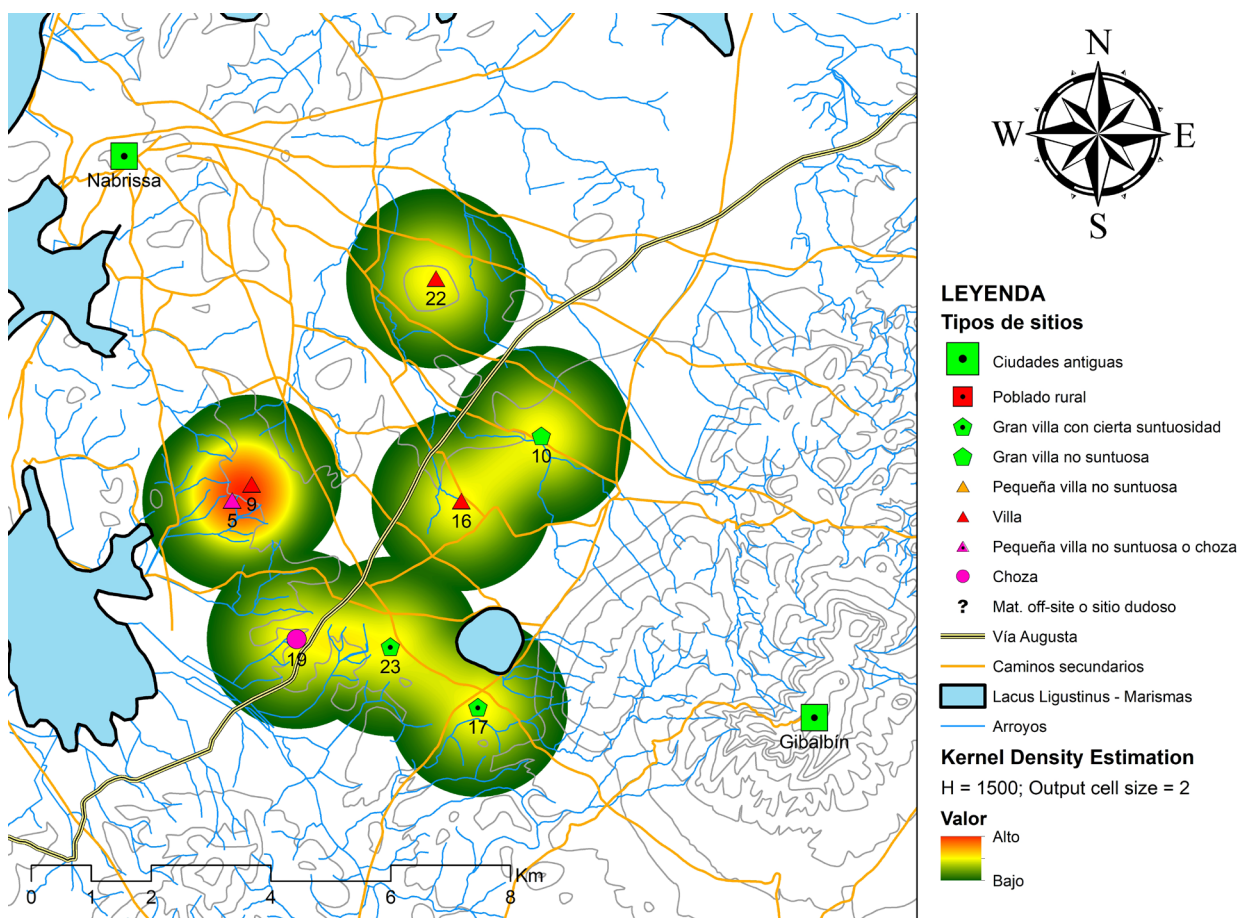 Nabrissa
22
10
9
5
16
19
23
17
Gibalbín
Km
0 1 2 4 6 8
N
W E
S
LEYENDA
Tipos de sitios
Ciudades antiguas
Poblado rural
Gran villa con cierta suntuosidad
Gran villa no suntuosa
Pequeña villa no suntuosa
Villa
Pequeña villa no suntuosa o choza
Choza
? Mat. off-site o sitio dudoso
Vía Augusta
Caminos secundarios
Lacus Ligustinus - Marismas
Arroyos
Kernel Density Estimation
H = 1500; Output cell size = 2
Valor
Alto
Bajo